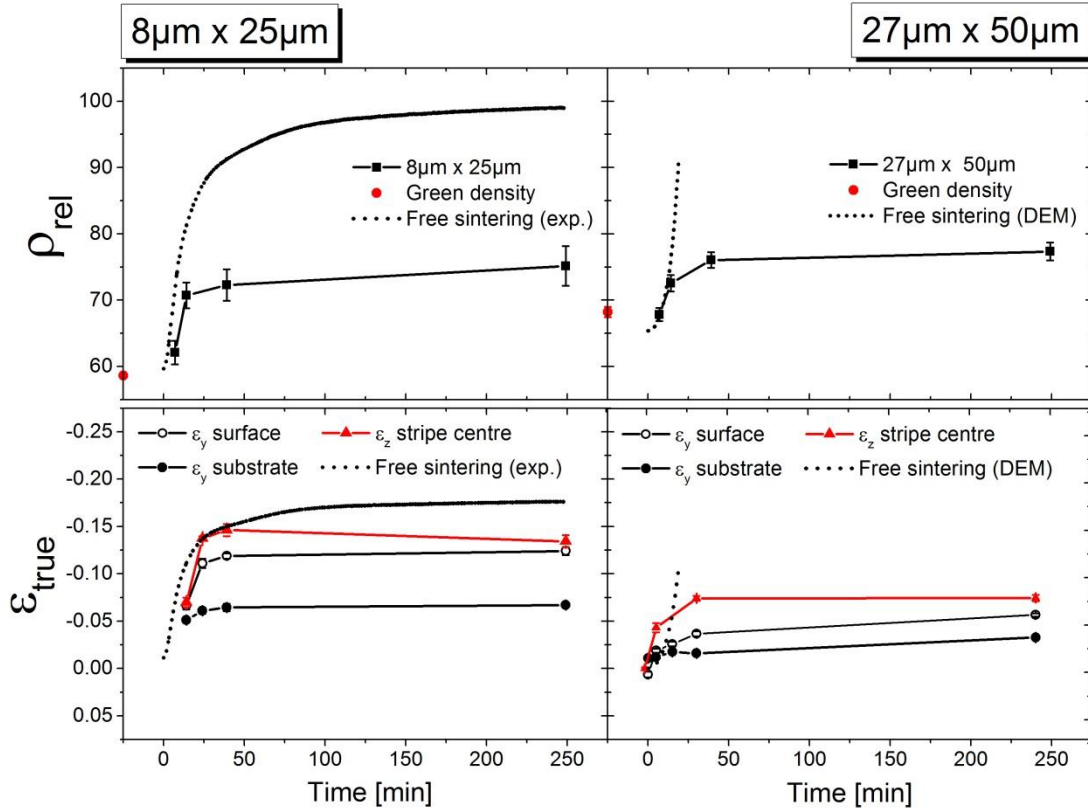 8µm x 25µm
27µm x 50µm
100
90
80
70
60
ρrel
8µm x 25µm
Green density
Free sintering (exp.)
27µm x 50µm
Green density
Free sintering (DEM)
-0.25
-0.20
-0.15
-0.10
-0.05
0.00
0.05
εtrue
εy surface
εz stripe centre
εy substrate
Free sintering (exp.)
εy surface
εz stripe centre
εy substrate
Free sintering (DEM)
0 50 100 150 200 250
0 50 100 150 200 250
Time [min]
Time [min]